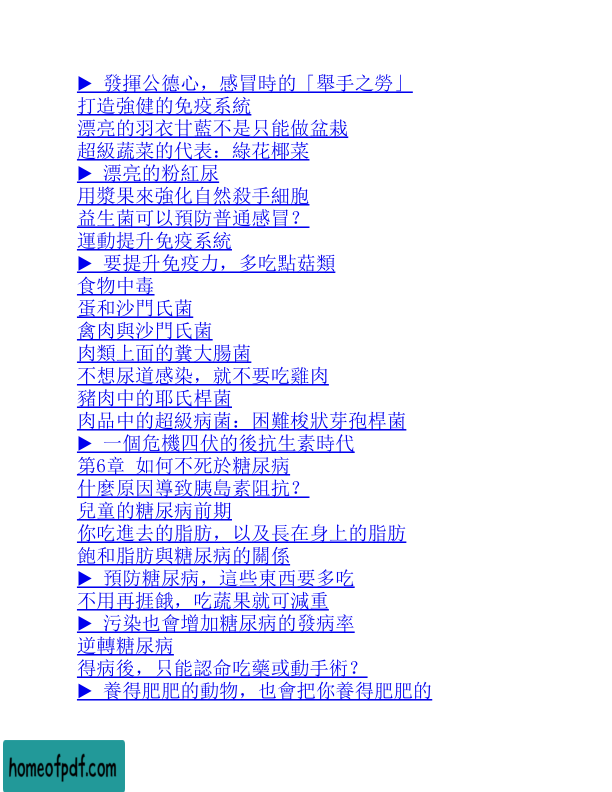 ▶ 發揮公德心，感冒時的「舉手之勞」
打造強健的免疫系統
漂亮的羽衣甘藍不是只能做盆栽
超級蔬菜的代表：綠花椰菜
▶ 漂亮的粉紅尿
用漿果來強化自然殺手細胞
益生菌可以預防普通感冒？
運動提升免疫系統
▶ 要提升免疫力，多吃點菇類
食物中毒
蛋和沙門氏菌
禽肉與沙門氏菌
肉類上面的糞大腸菌
不想尿道感染，就不要吃雞肉
豬肉中的耶氏桿菌
肉品中的超級病菌：困難梭狀芽孢桿菌
▶ 一個危機四伏的後抗生素時代
第6章 如何不死於糖尿病
什麼原因導致胰島素阻抗？
兒童的糖尿病前期
你吃進去的脂肪，以及長在身上的脂肪
飽和脂肪與糖尿病的關係
▶ 預防糖尿病，這些東西要多吃
不用再捱餓，吃蔬果就可減重
▶ 污染也會增加糖尿病的發病率
逆轉糖尿病
得病後，只能認命吃藥或動手術？
▶ 養得肥肥的動物，也會把你養得肥肥的
homeofpdf.com